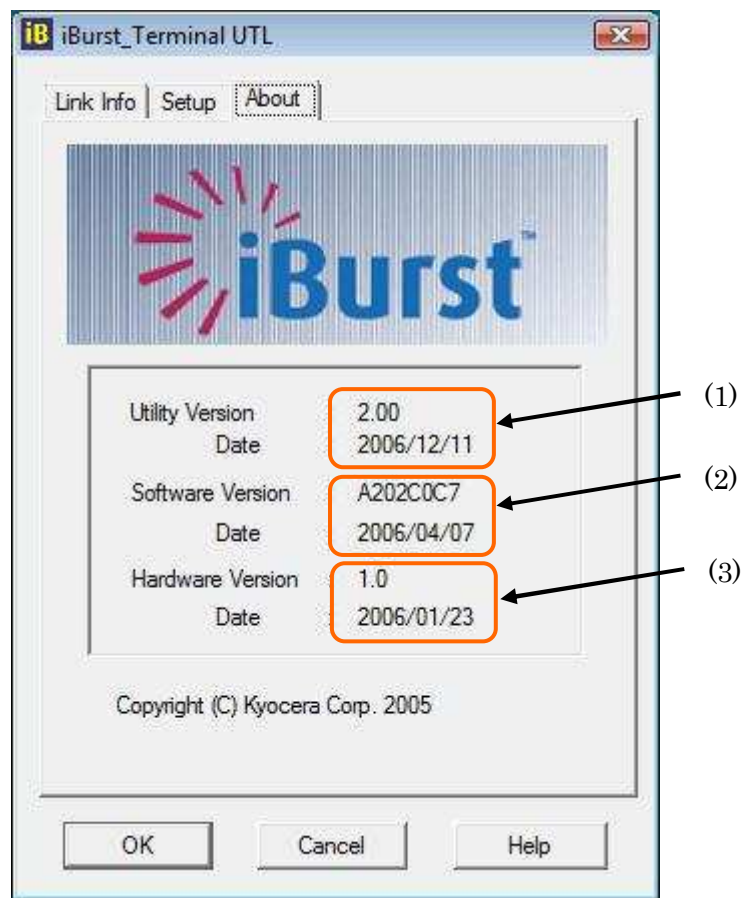 iB iBurst_Terminal UTL
Link Info Setup About
iBurst™
Utility Version : 2.00
Date : 2006/12/11
(1)
Software Version : A202C0C7
(2)
Date : 2006/04/07
Hardware Version : 1.0
(3)
Date : 2006/01/23
Copyright (C) Kyocera Corp. 2005
OK Cancel Help